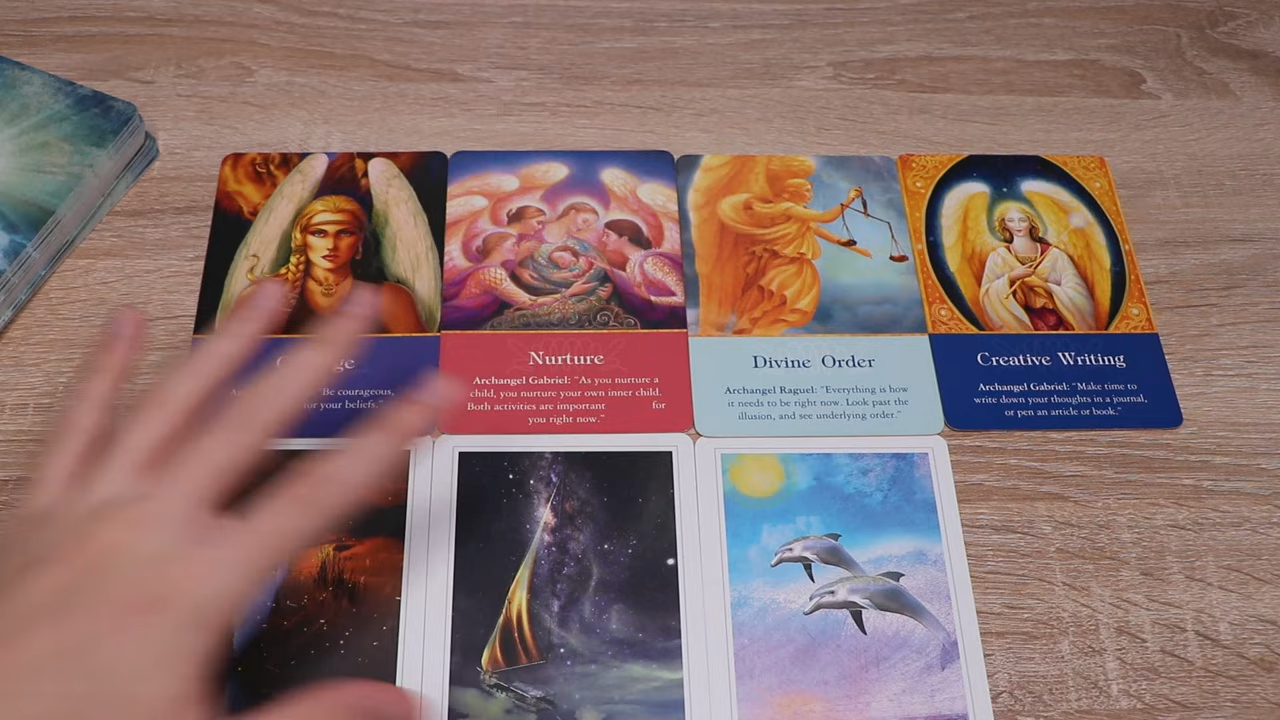 Nurture
Archangel Gabriel: "As you nurture a
child, you nurture your own inner child.
Both activities are important for
you right now."
Divine Order
Archangel Raguel: "Everything is how
it needs to be right now. Look past the
illusion, and see underlying order."
Creative Writing
Archangel Gabriel: "Make time to
write down your thoughts in a journal,
or pen an article or book."
Be courageous,
for your beliefs."